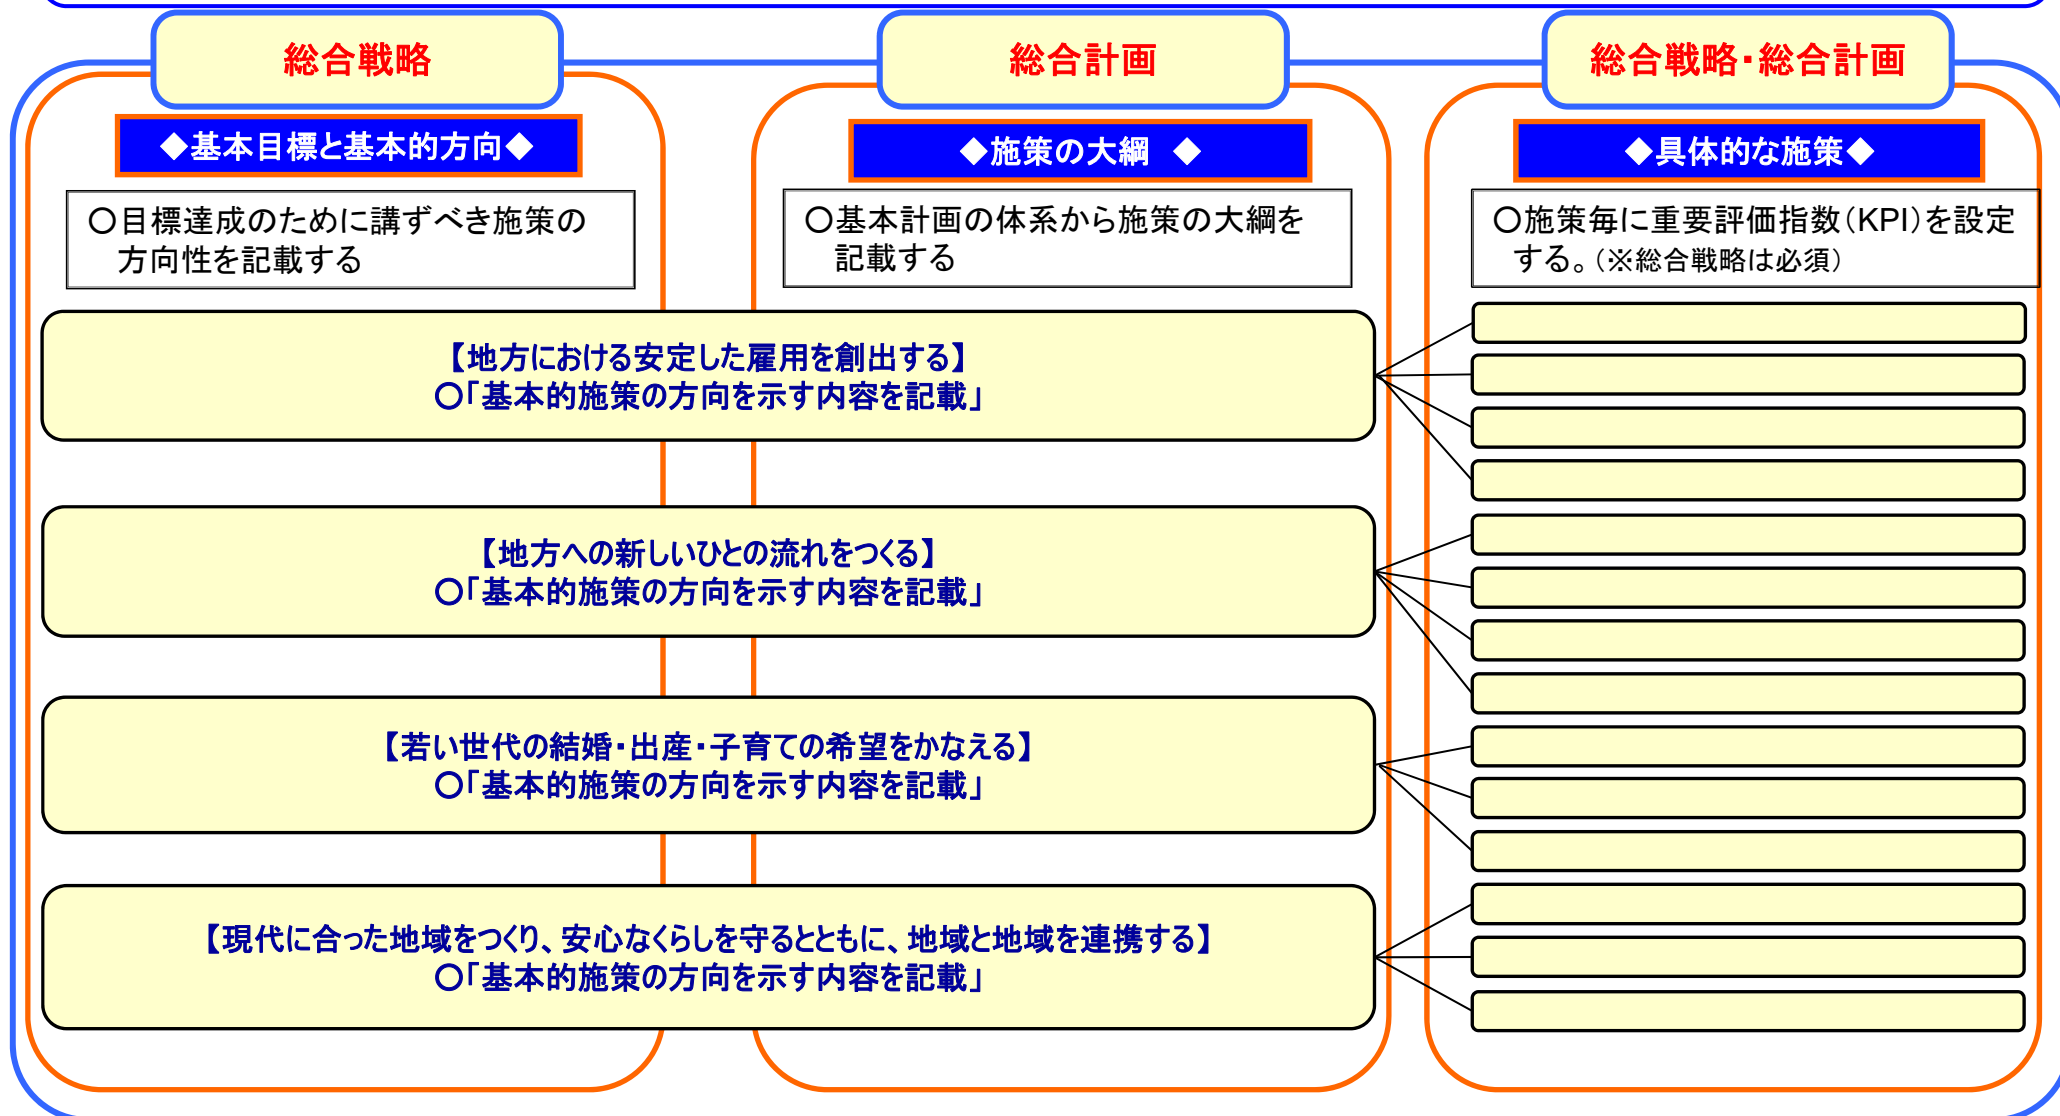 総合戦略
総合計画
総合戦略・総合計画
◆基本目標と基本的方向◆
◆施策の大綱　◆
◆具体的な施策◆
○目標達成のために講ずべき施策の
方向性を記載する
○基本計画の体系から施策の大綱を
記載する
○施策毎に重要評価指数(KPI)を設定
する。(※総合戦略は必須)
【地方における安定した雇用を創出する】
○「基本的施策の方向を示す内容を記載」
【地方への新しいひとの流れをつくる】
○「基本的施策の方向を示す内容を記載」
【若い世代の結婚・出産・子育ての希望をかなえる】
○「基本的施策の方向を示す内容を記載」
【現代に合った地域をつくり、安心なくらしを守るとともに、地域と地域を連携する】
○「基本的施策の方向を示す内容を記載」